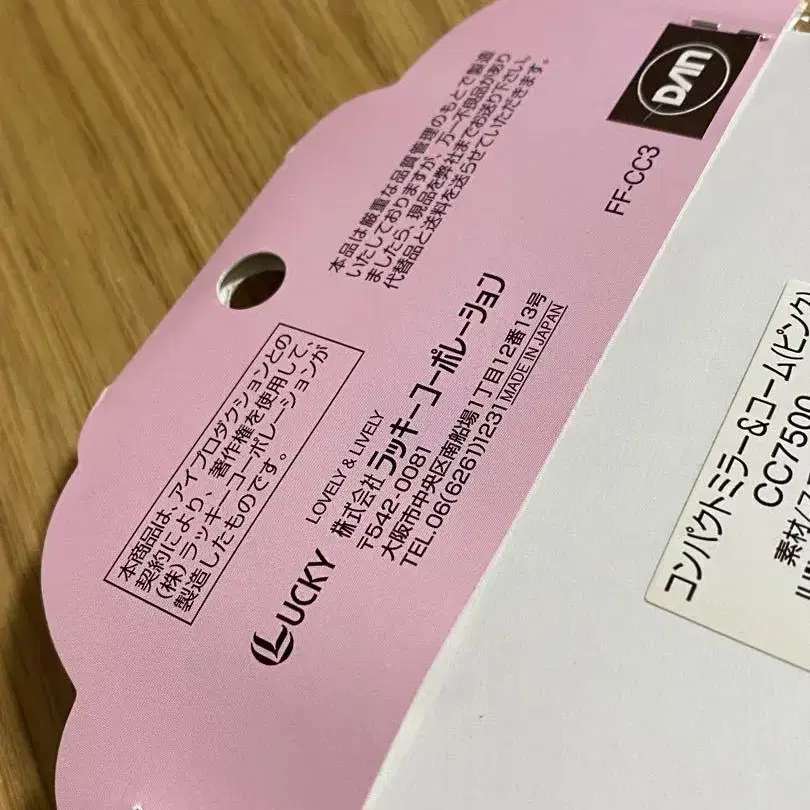 本品は厳重な品質管理のもとで製造
いたしておりますが、万一不良品があり
ましたら、現品を弊社までお送り下さい。
代替品と送料を送らせていただきます。
DAN
FF-CC3
本商品は、アイプロダクションとの
契約により、著作権を使用して、
(株)ラッキーコーポレーションが
製造したものです。
LUCKY
LOVELY & LIVELY
株式会社ラッキーコーポレーション
〒542-0081
大阪市中央区南船場1丁目12番13号
TEL.06(6261)1231 MADE IN JAPAN
コンパクトミラー&コーム(ピンク)
CC7500
素材/